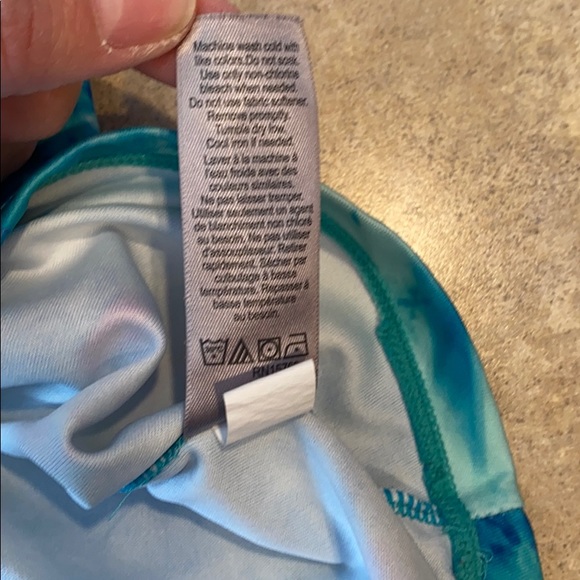 Machine wash cold with
like colors.Do not soak.
Use only non-chlorine
bleach when needed.
Do not use fabric softener.
Remove promptly.
Tumble dry low.
Cool iron if needed.
Laver à la machine à
l'eau froide avec des
couleurs similaires.
Ne pas laisser tremper.
Utiliser seulement un agent
de blanchiment non chloré
au besoin. Ne pas utiliser
d'assouplisseur. Retirer
rapidement. Sécher par
culbutage à basse
température. Repasser à
basse température
au besoin.